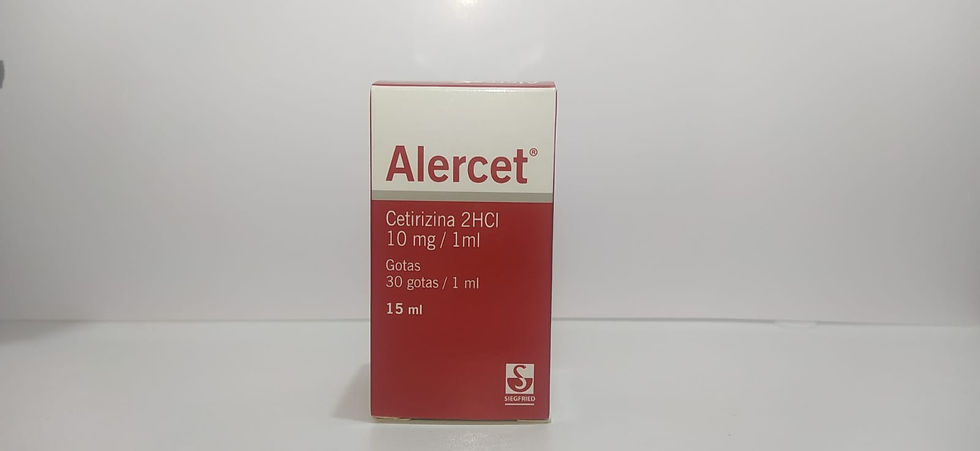 Alercet®
Cetirizina 2HCl
10 mg / 1ml
Gotas
30 gotas / 1 ml
15 ml
SIEGFRIED